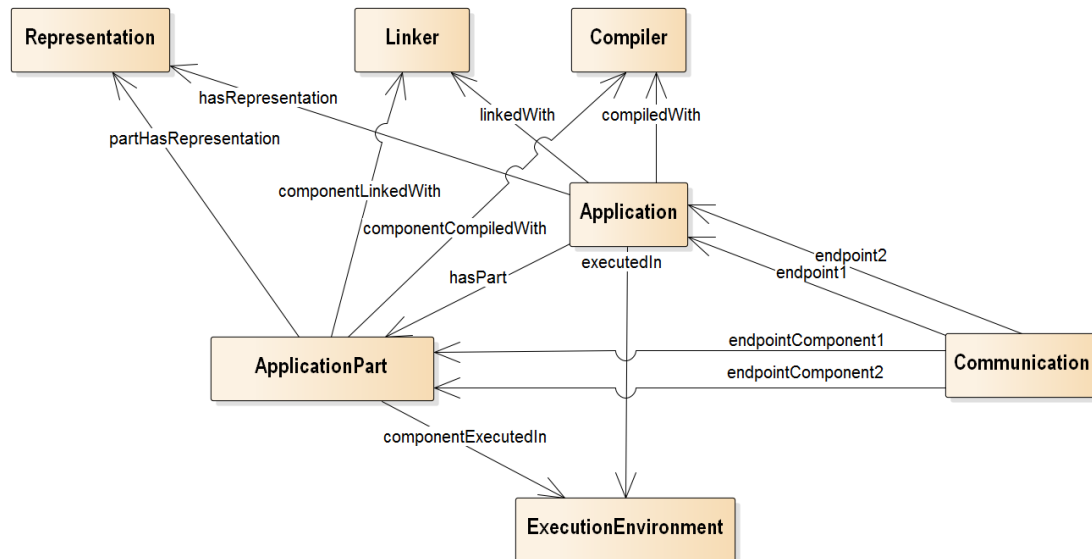 Representation
Linker
Compiler
hasRepresentation
linkedWith
compiledWith
partHasRepresentation
componentLinkedWith
Application
componentCompiledWith
endpoint2
executedIn
endpoint1
hasPart
endpointComponent1
ApplicationPart
Communication
endpointComponent2
componentExecutedIn
ExecutionEnvironment